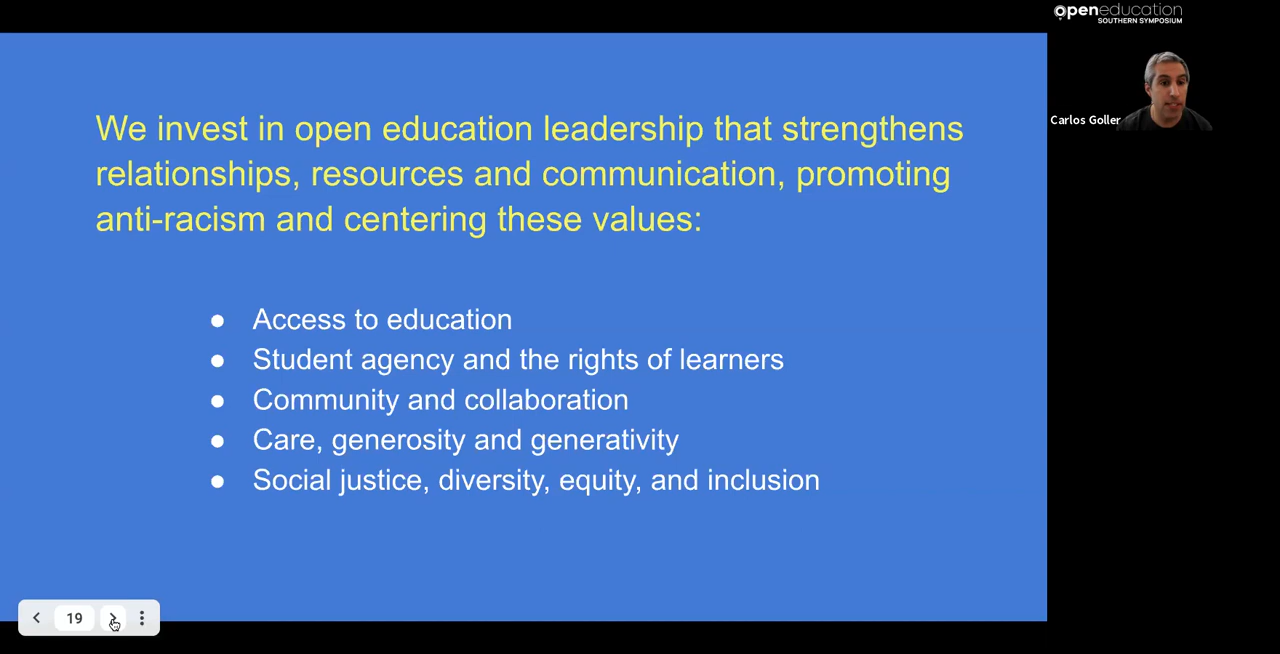 openeducation
SOUTHERN SYMPOSIUM
We invest in open education leadership that strengthens
relationships, resources and communication, promoting
anti-racism and centering these values:
● Access to education
● Student agency and the rights of learners
● Community and collaboration
● Care, generosity and generativity
● Social justice, diversity, equity, and inclusion
Carlos Goller
19